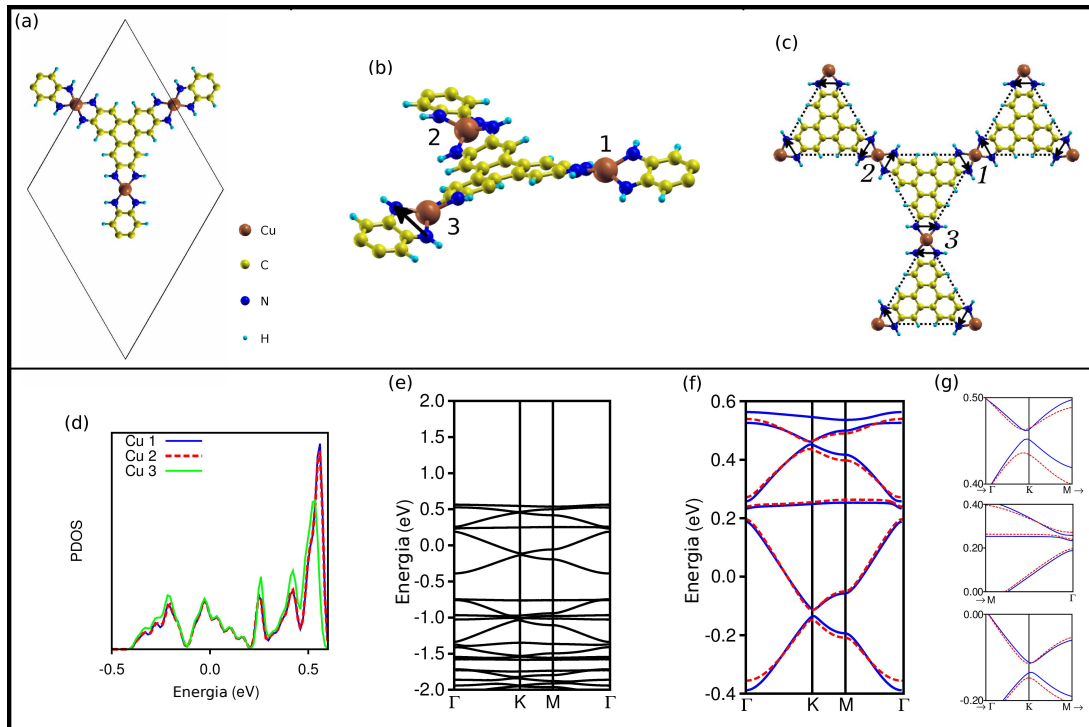 (a)
Cu
C
N
H
(b)
2
1
3
(c)
2
1
3
(d)
Cu 1
Cu 2
Cu 3
PDOS
-0.5
0.0
0.5
Energia (eV)
(e)
Energia (eV)
2.0
1.5
1.0
0.5
0.0
-0.5
-1.0
-1.5
-2.0
Γ
K
M
Γ
(f)
Energia (eV)
0.6
0.4
0.2
0.0
-0.2
-0.4
Γ
K
M
Γ
(g)
0.50
0.40
→ Γ
K
M →
0.40
0.20
0.00
→ M
Γ
0.00
-0.20
→ Γ
K
M →